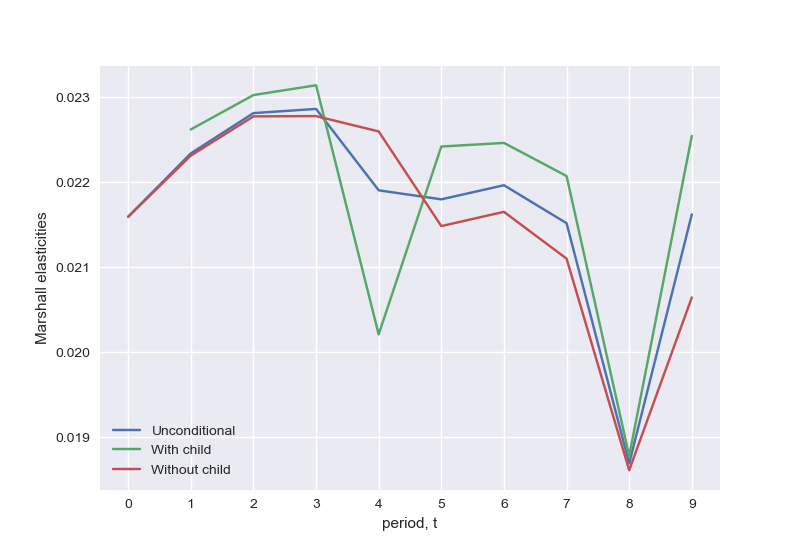 0.023
0.022
0.021
0.020
0.019
Marshall elasticities
Unconditional
With child
Without child
0 1 2 3 4 5 6 7 8 9
period, t